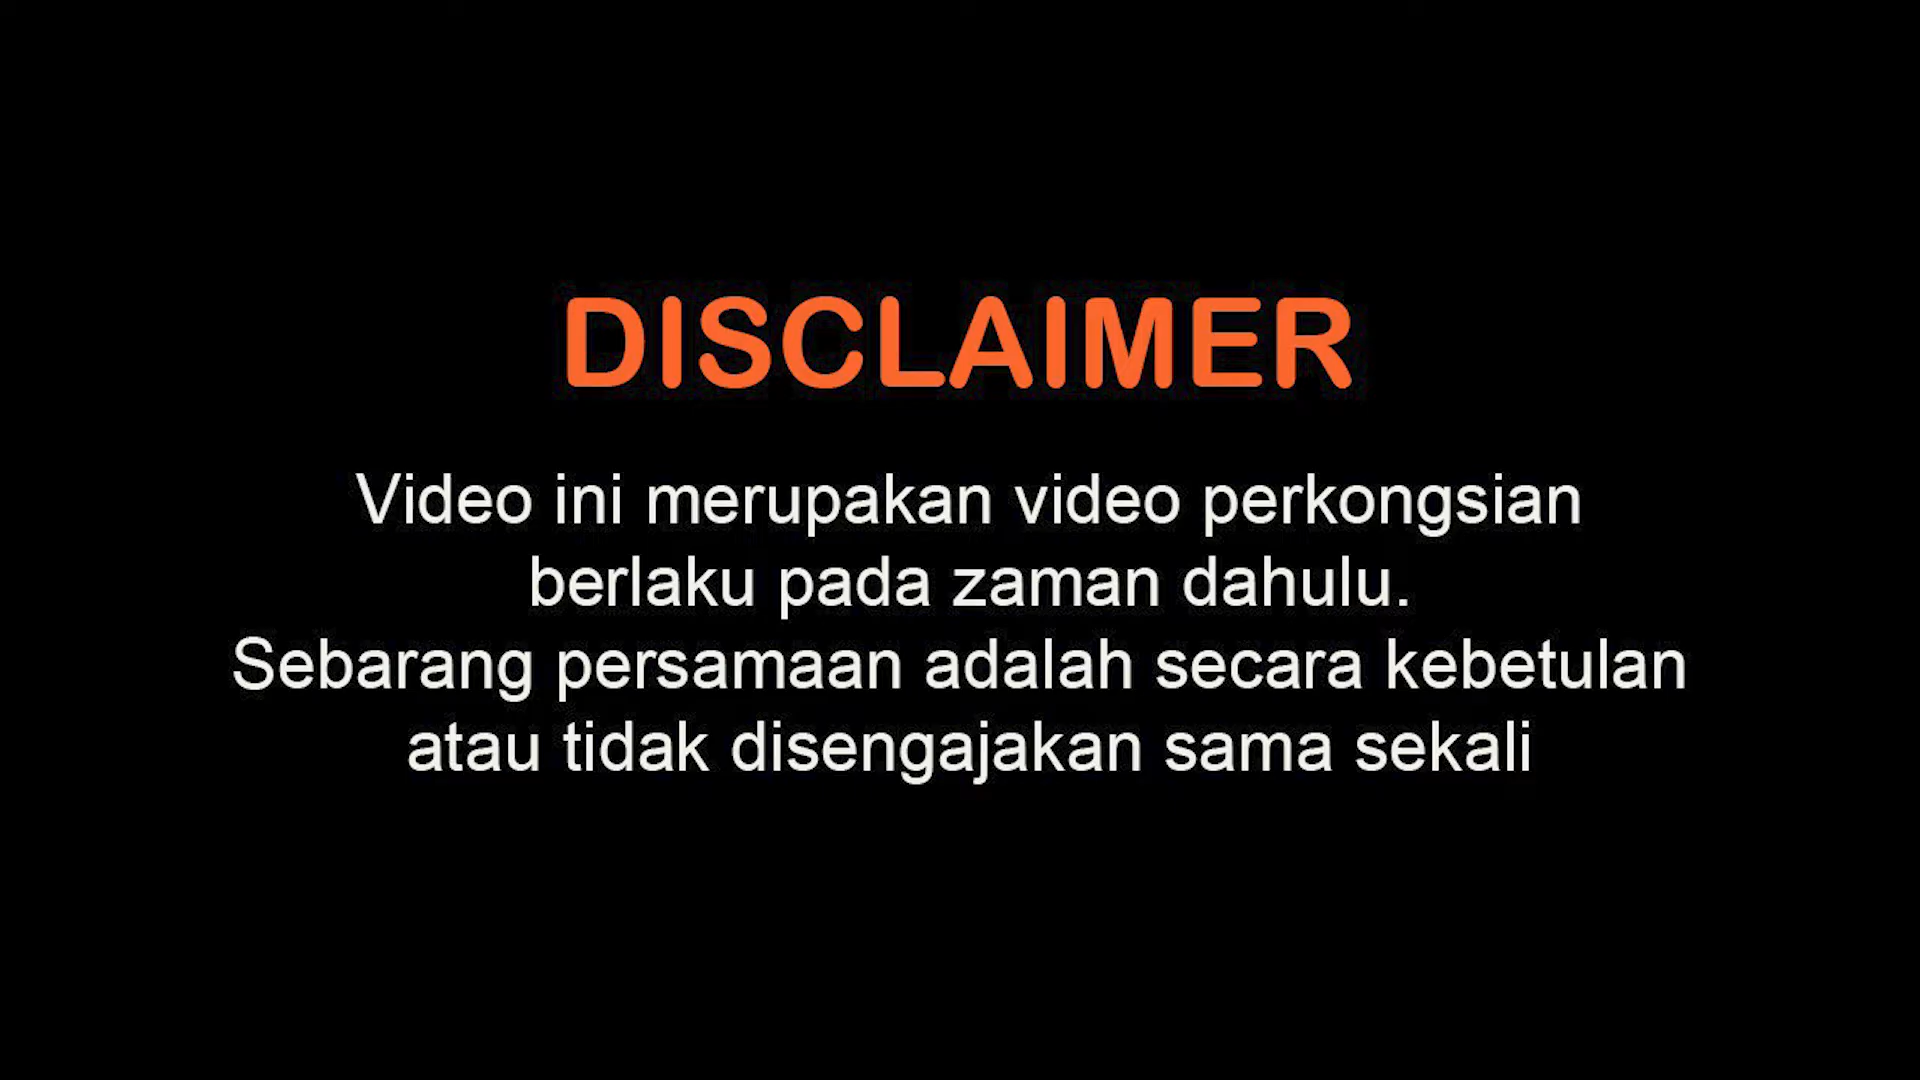 DISCLAIMER
Video ini merupakan video perkongsian
berlaku pada zaman dahulu.
Sebarang persamaan adalah secara kebetulan
atau tidak disengajakan sama sekali